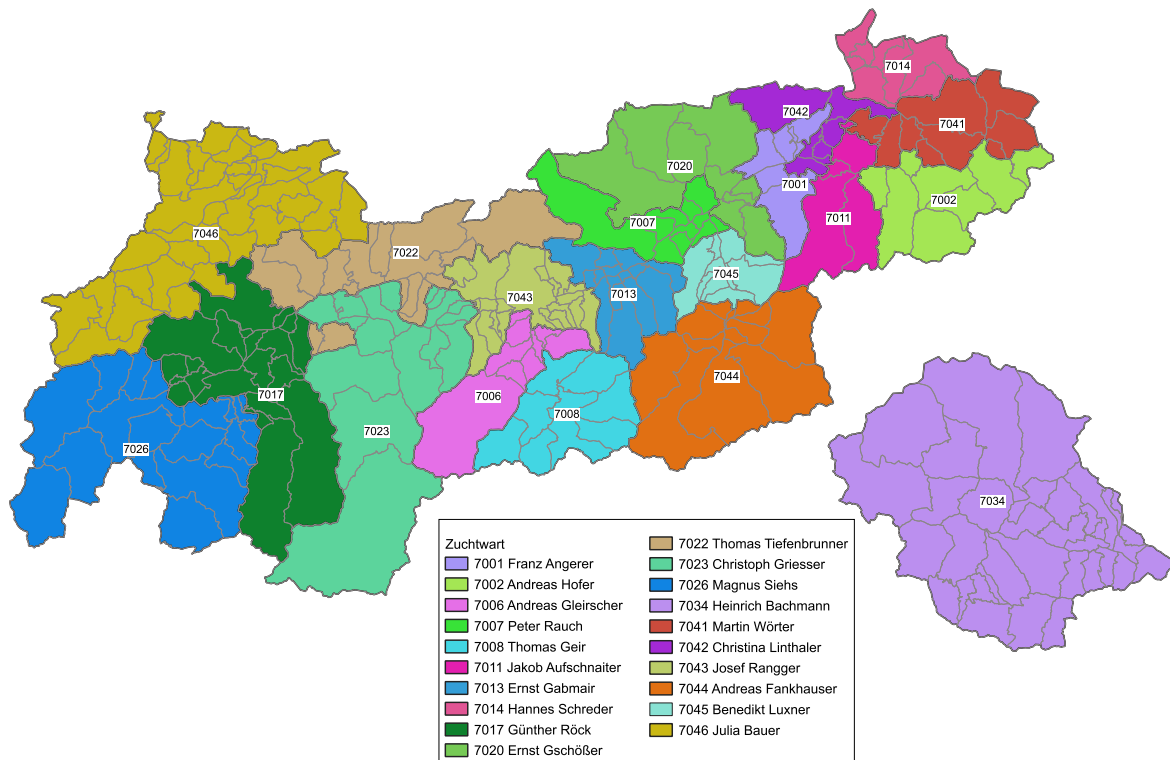 7014
7042
7041
7020
7001
7002
7011
7007
7046
7022
7045
7013
7043
7044
7017
7006
7008
7023
7026
7034
Zuchtwart
7001 Franz Angerer
7002 Andreas Hofer
7006 Andreas Gleirscher
7007 Peter Rauch
7008 Thomas Geir
7011 Jakob Aufschnaiter
7013 Ernst Gabmair
7014 Hannes Schreder
7017 Günther Röck
7020 Ernst Gschößer
7022 Thomas Tiefenbrunner
7023 Christoph Griesser
7026 Magnus Siehs
7034 Heinrich Bachmann
7041 Martin Wörter
7042 Christina Linthaler
7043 Josef Rangger
7044 Andreas Fankhauser
7045 Benedikt Luxner
7046 Julia Bauer